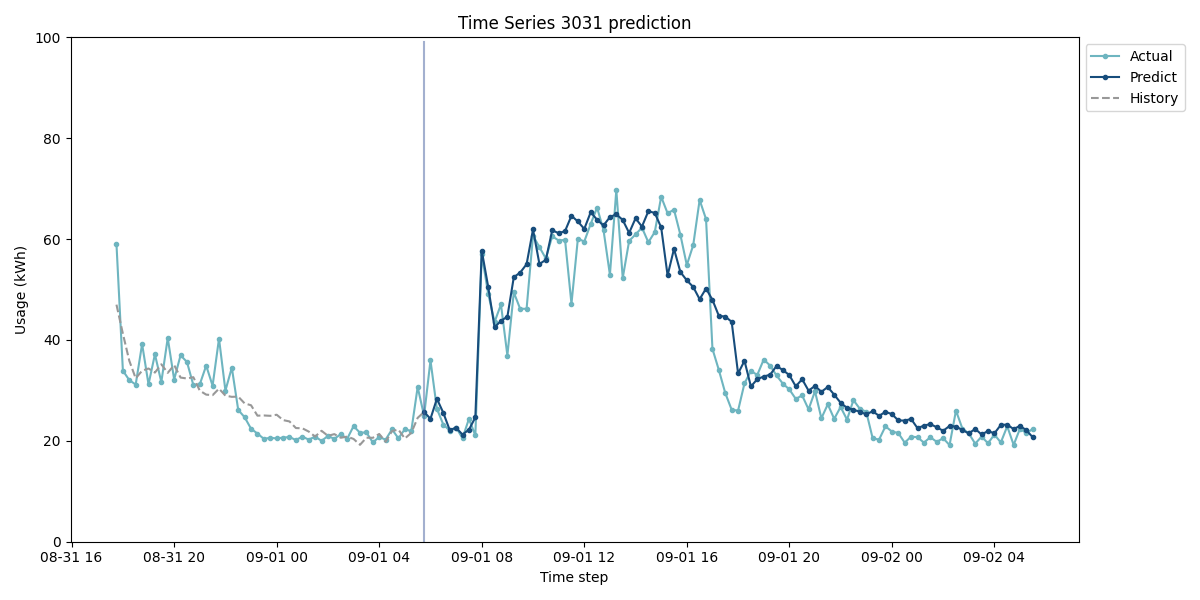 Time Series 3031 prediction
Usage (kWh)
100
80
60
40
20
0
08-31 16
08-31 20
09-01 00
09-01 04
09-01 08
09-01 12
09-01 16
09-01 20
09-02 00
09-02 04
Time step
Actual
Predict
History